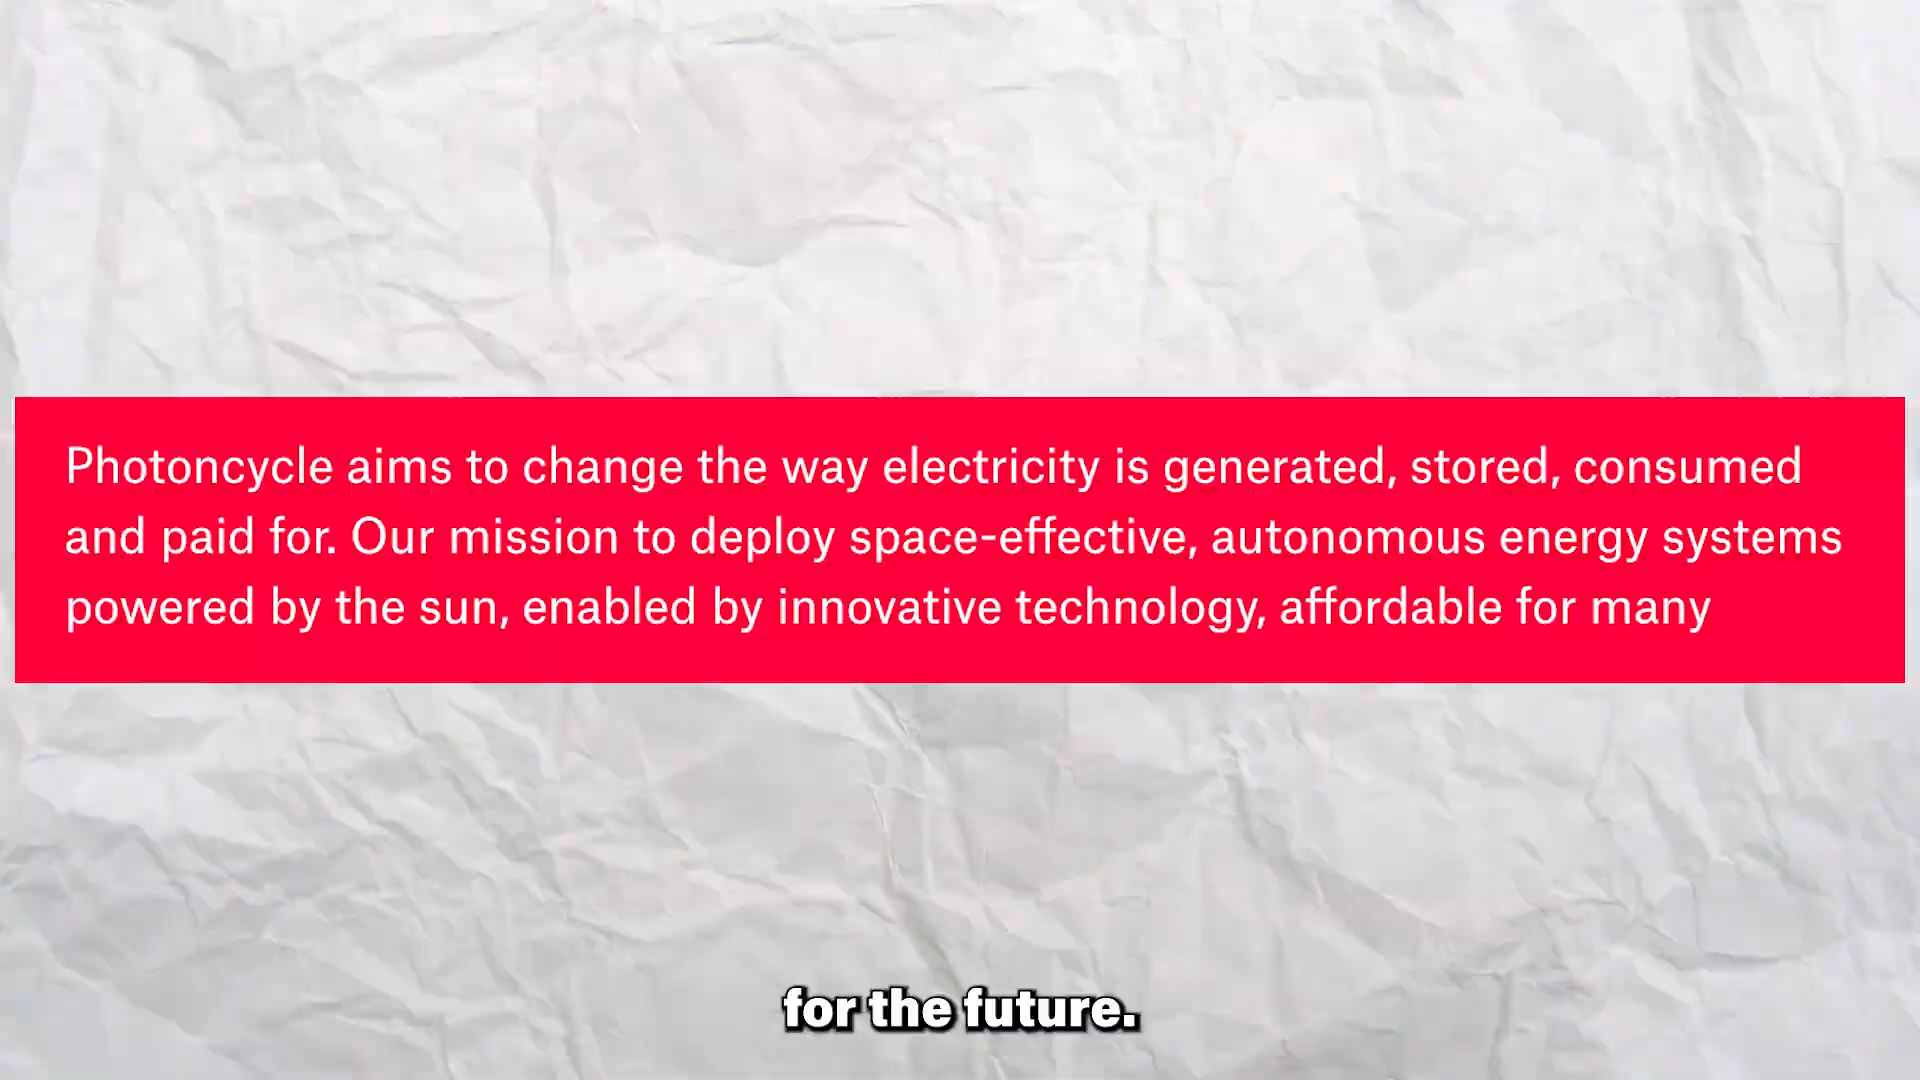 Photoncycle aims to change the way electricity is generated, stored, consumed
and paid for. Our mission to deploy space-effective, autonomous energy systems
powered by the sun, enabled by innovative technology, affordable for many
for the future.